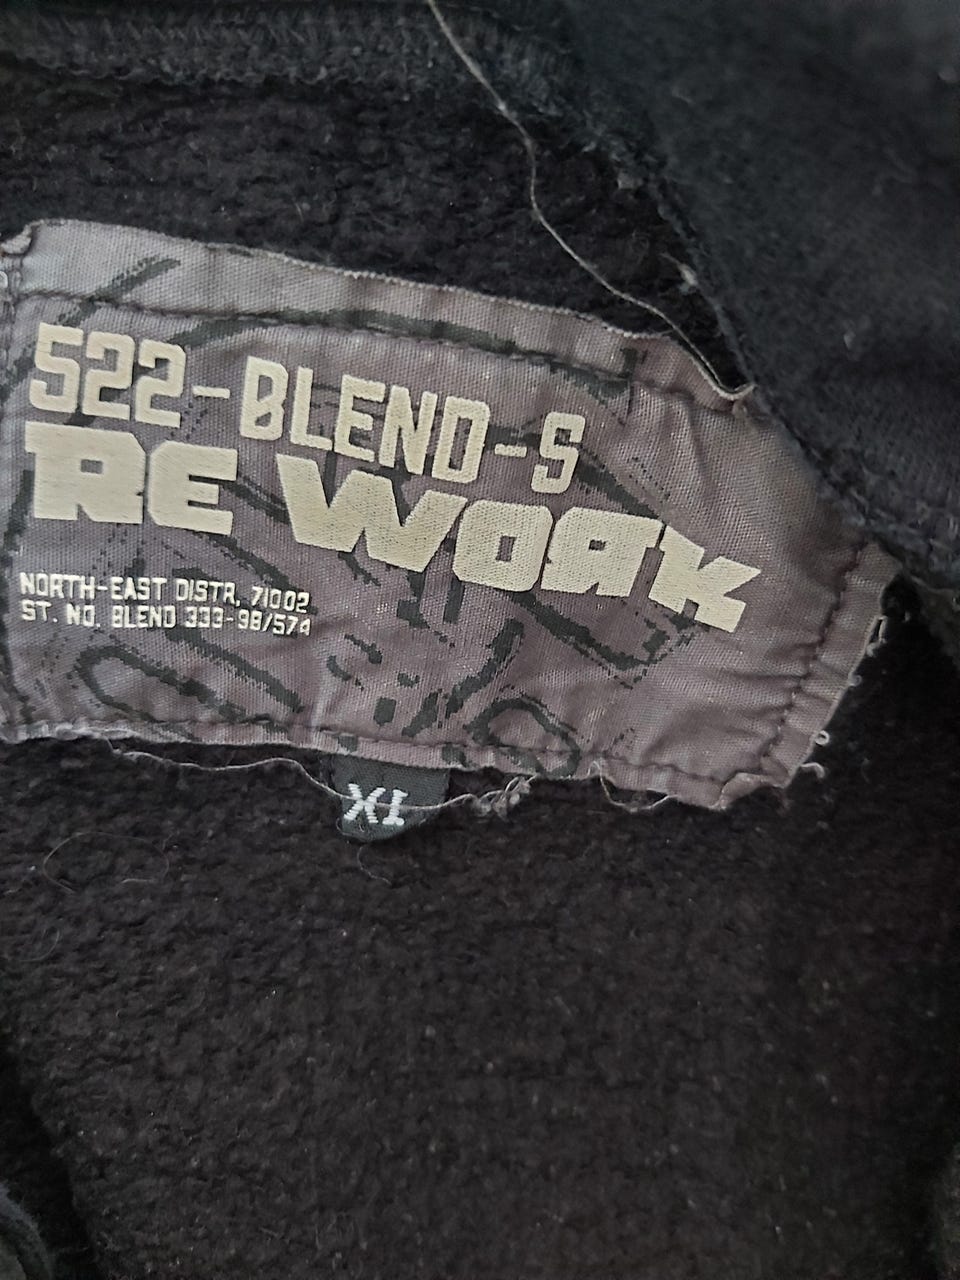 522-BLEND-S
RE WORK
NORTH-EAST DISTR, 71002
ST. NO. BLEND 333-98/574
XL